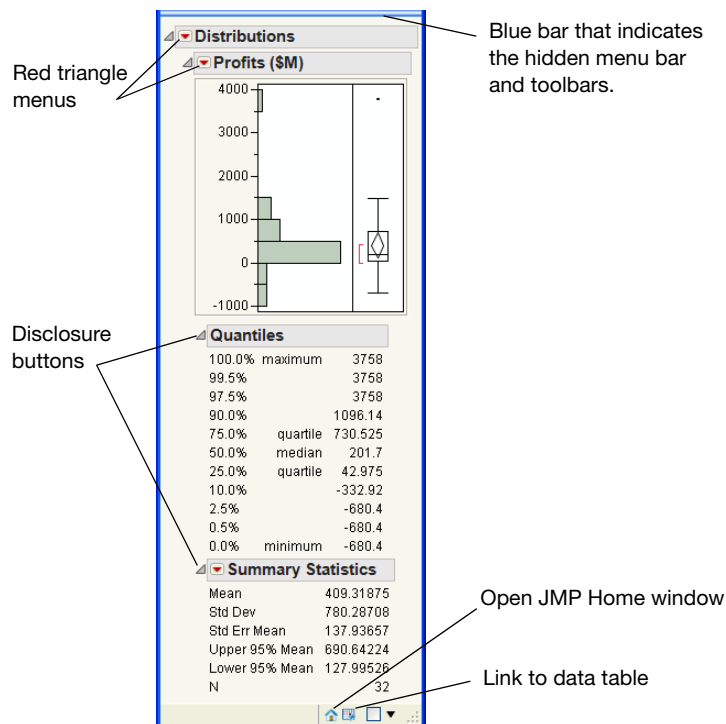 Blue bar that indicates
the hidden menu bar
and toolbars.
Distributions
Red triangle
menus
Profits ($M)
4000
3000
2000
1000
0
-1000
Disclosure
buttons
Quantiles
100.0% maximum 3758
99.5% 3758
97.5% 3758
90.0% 1096.14
75.0% quartile 730.525
50.0% median 201.7
25.0% quartile 42.975
10.0% -332.92
2.5% -680.4
0.5% -680.4
0.0% minimum -680.4
Summary Statistics
Mean 409.31875
Std Dev 780.28708
Std Err Mean 137.93657
Upper 95% Mean 690.64224
Lower 95% Mean 127.99526
N 32
Open JMP Home window
Link to data table